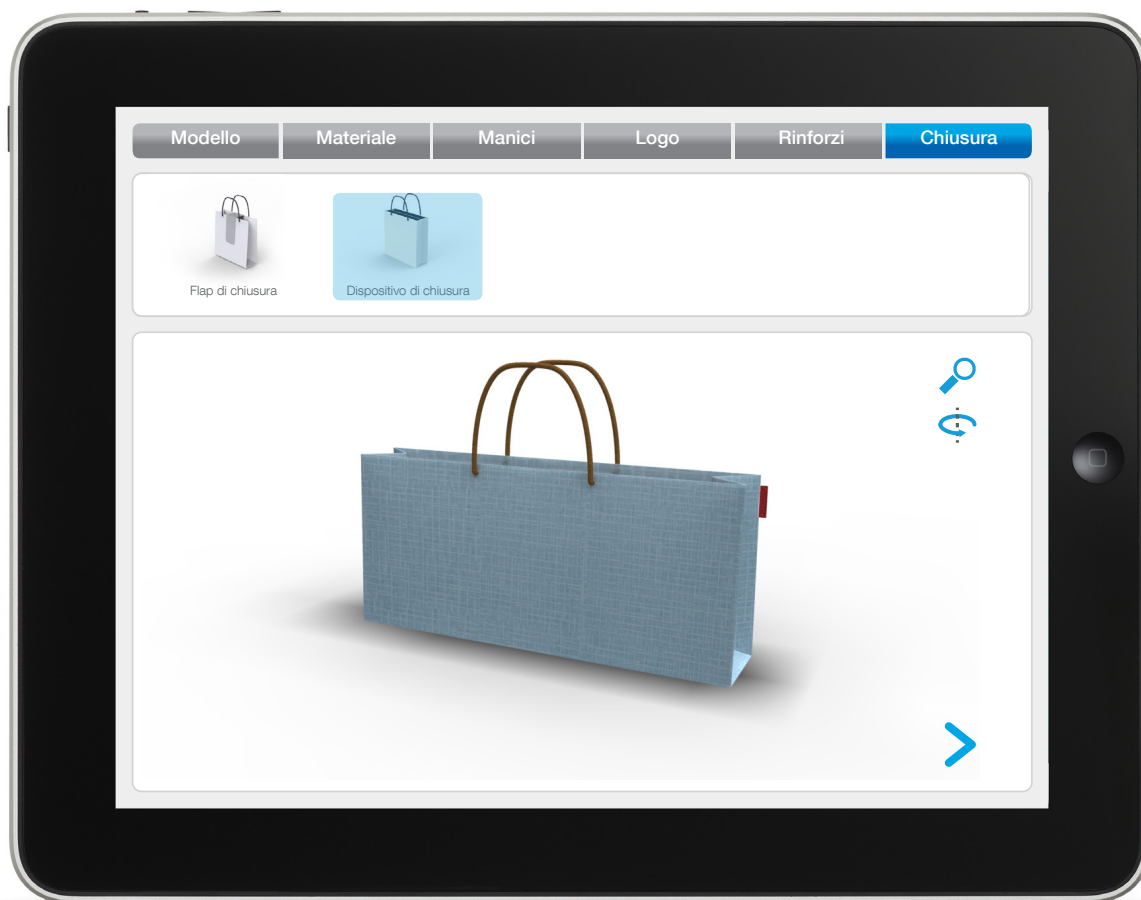 Modello
Materiale
Manici
Logo
Rinforzi
Chiusura
Flap di chiusura
Dispositivo di chiusura